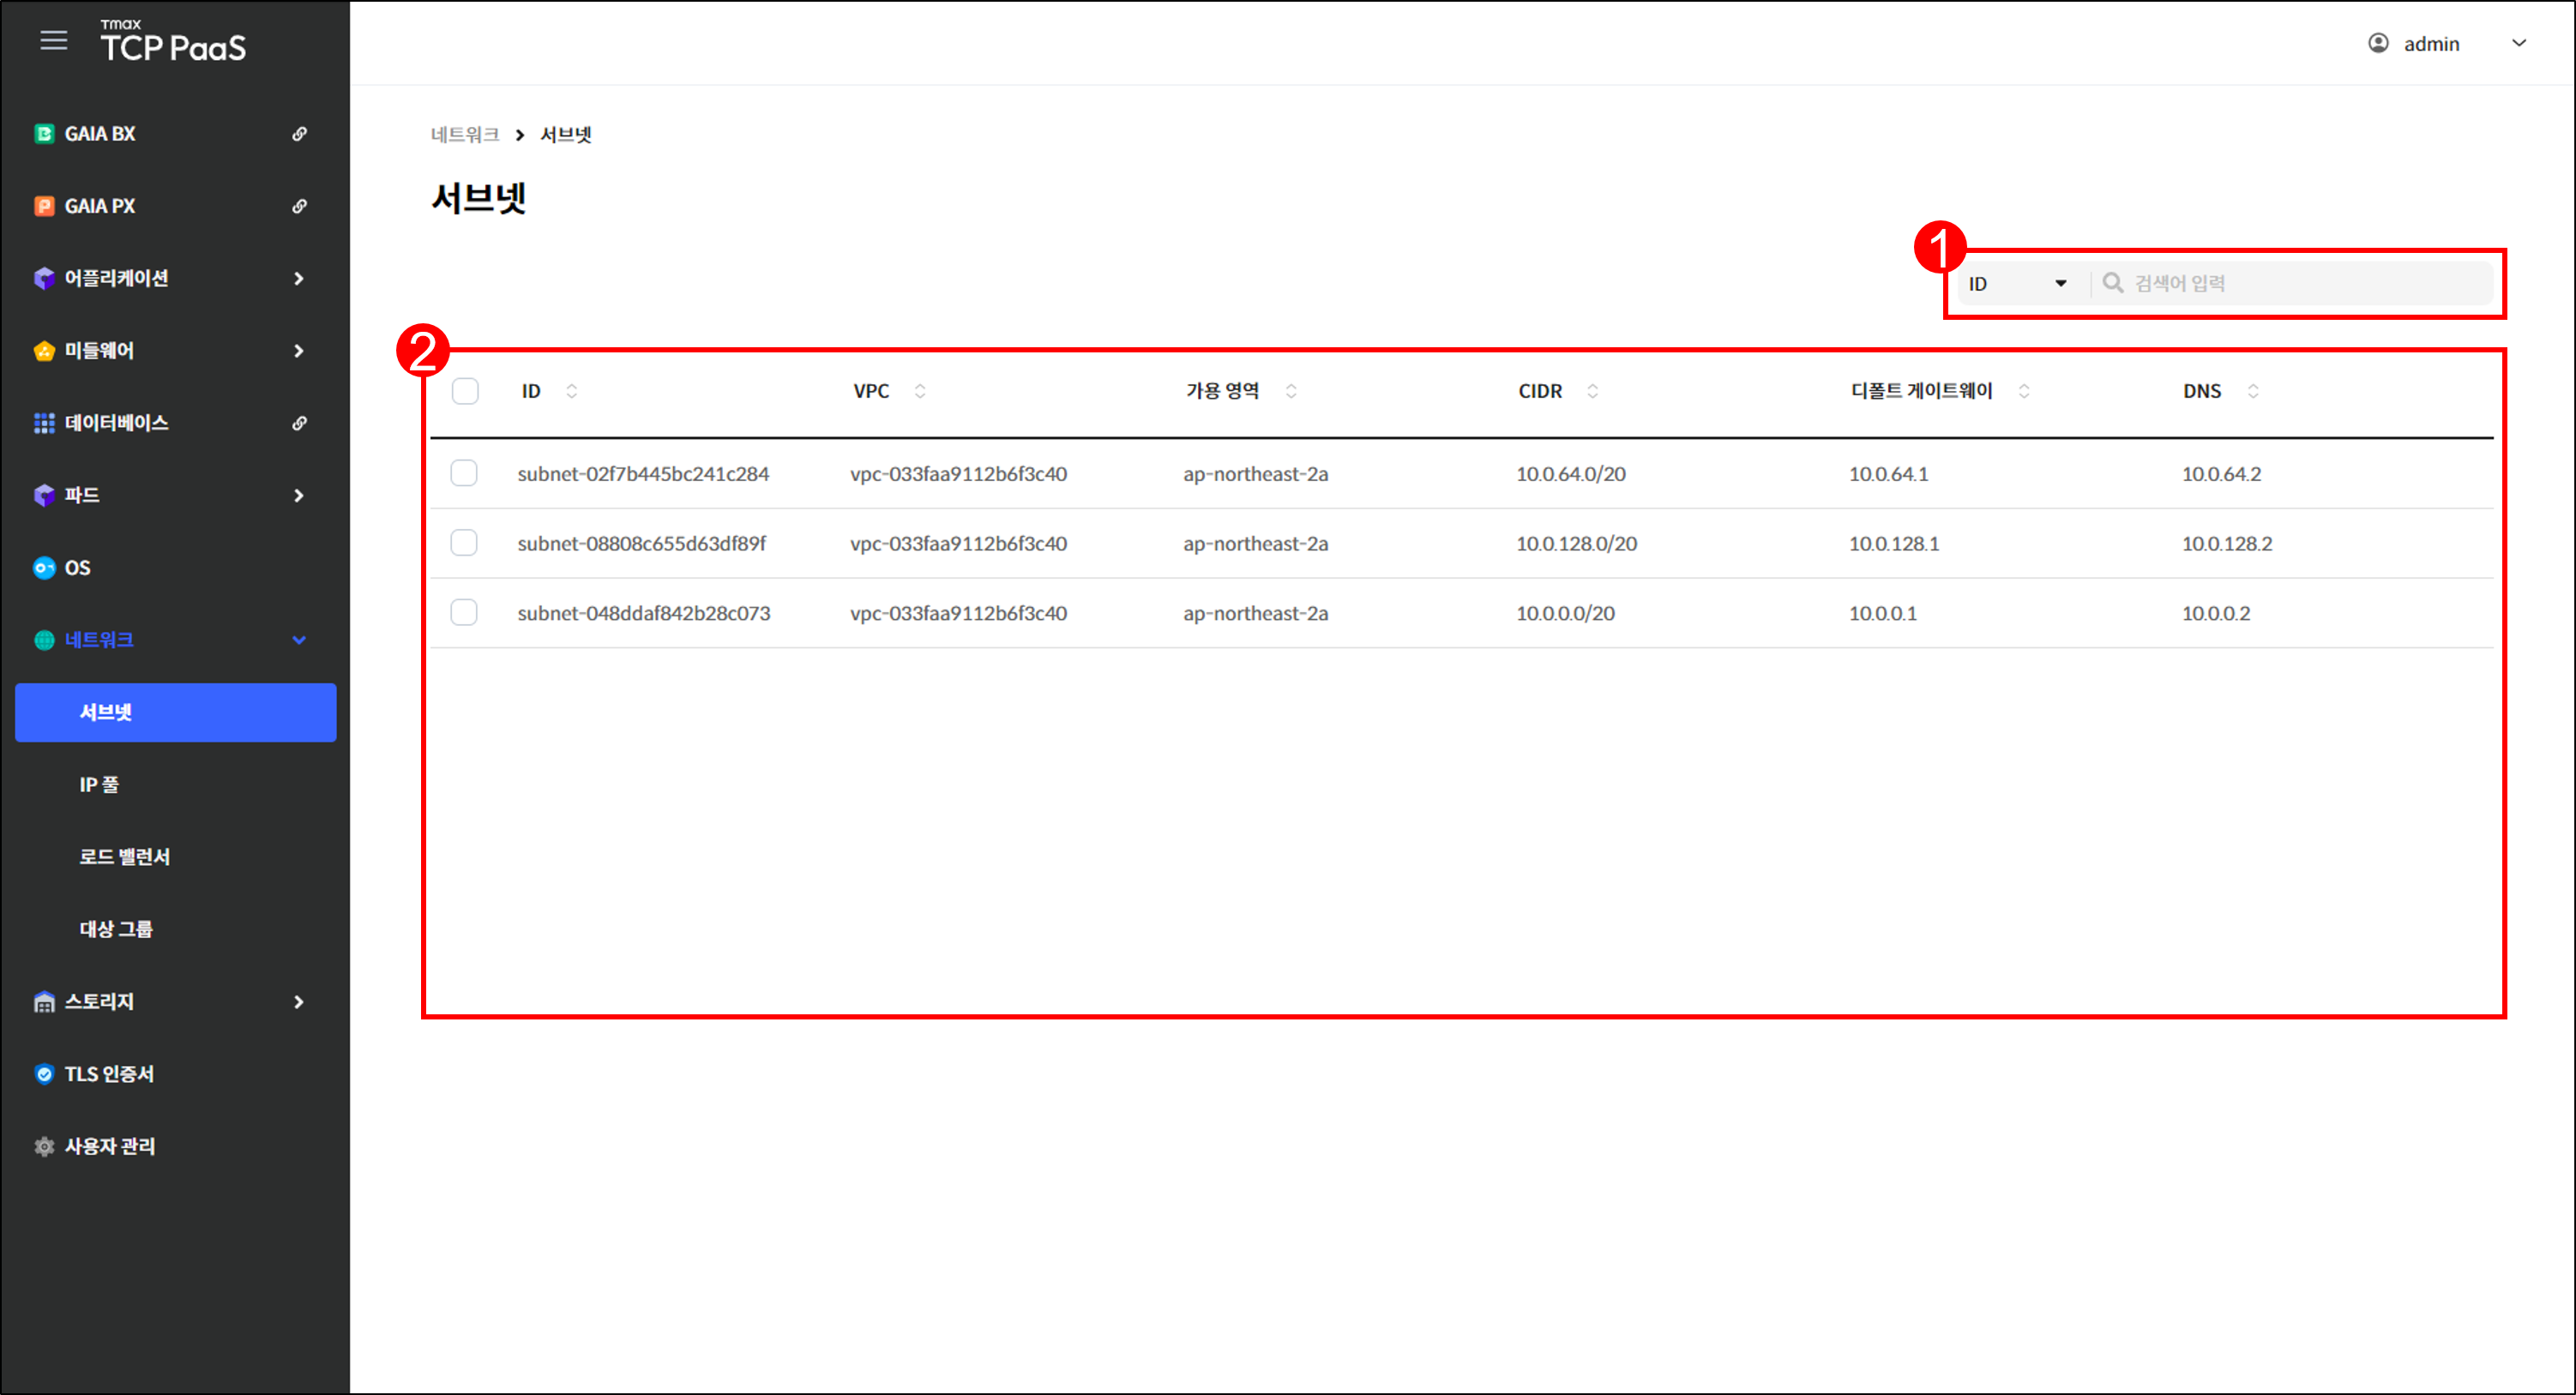 Tmax
TCP PaaS
admin
GAIA BX
GAIA PX
어플리케이션
미들웨어
데이터베이스
파드
OS
네트워크
서브넷
IP 풀
로드 밸런서
대상 그룹
스토리지
TLS 인증서
사용자 관리
네트워크 > 서브넷
서브넷
1
ID 검색어 입력
2
ID VPC 가용 영역 CIDR 디폴트 게이트웨이 DNS
subnet-02f7b445bc241c284 vpc-033faa9112b6f3c40 ap-northeast-2a 10.0.64.0/20 10.0.64.1 10.0.64.2
subnet-08808c655d63df89f vpc-033faa9112b6f3c40 ap-northeast-2a 10.0.128.0/20 10.0.128.1 10.0.128.2
subnet-048ddaf842b28c073 vpc-033faa9112b6f3c40 ap-northeast-2a 10.0.0.0/20 10.0.0.1 10.0.0.2